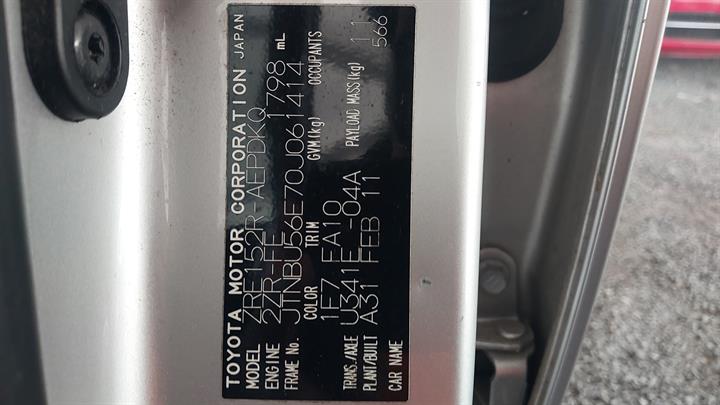 TOYOTA MOTOR CORPORATION JAPAN
MODEL ZRE152R-AEPDKQ
ENGINE 2ZR-FE 1798 mL
FRAME No. JTNBU56E70J061414
COLOR TRIM GVM(kg) OCCUPANTS
1F7 FA10
TRANS./AXLE U341E -04A PAYLOAD MASS(kg)
PLANT/BUILT A31 FEB 11 11
CAR NAME 566